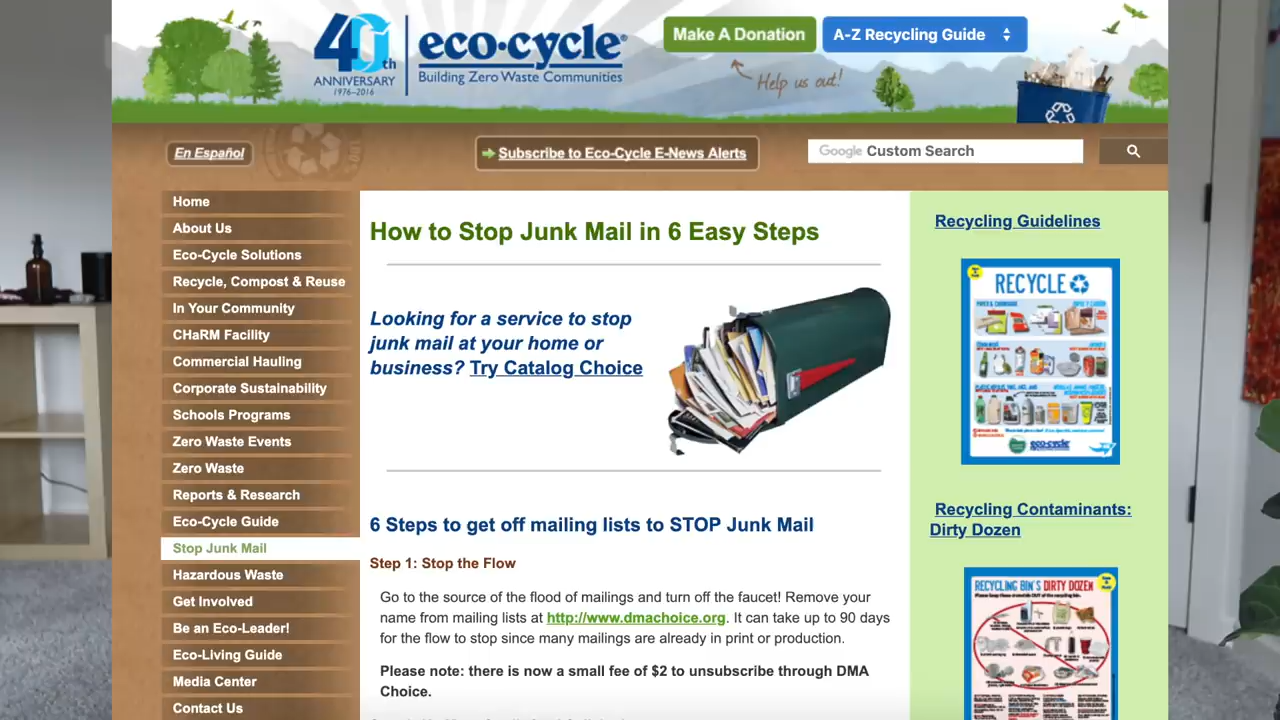 40th
ANNIVERSARY
1976–2016
eco·cycle®
Building Zero Waste Communities
Make A Donation
A-Z Recycling Guide
Help us out!
En Español
Subscribe to Eco-Cycle E-News Alerts
Google Custom Search
Home
About Us
Eco-Cycle Solutions
Recycle, Compost & Reuse
In Your Community
CHaRM Facility
Commercial Hauling
Corporate Sustainability
Schools Programs
Zero Waste Events
Zero Waste
Reports & Research
Eco-Cycle Guide
Stop Junk Mail
Hazardous Waste
Get Involved
Be an Eco-Leader!
Eco-Living Guide
Media Center
Contact Us
How to Stop Junk Mail in 6 Easy Steps
Looking for a service to stop
junk mail at your home or
business? Try Catalog Choice
6 Steps to get off mailing lists to STOP Junk Mail
Step 1: Stop the Flow
Go to the source of the flood of mailings and turn off the faucet! Remove your
name from mailing lists at http://www.dmachoice.org. It can take up to 90 days
for the flow to stop since many mailings are already in print or production.
Please note: there is now a small fee of $2 to unsubscribe through DMA
Choice.
Recycling Guidelines
RECYCLE
eco-cycle
Recycling Contaminants:
Dirty Dozen
RECYCLING BIN'S DIRTY DOZEN